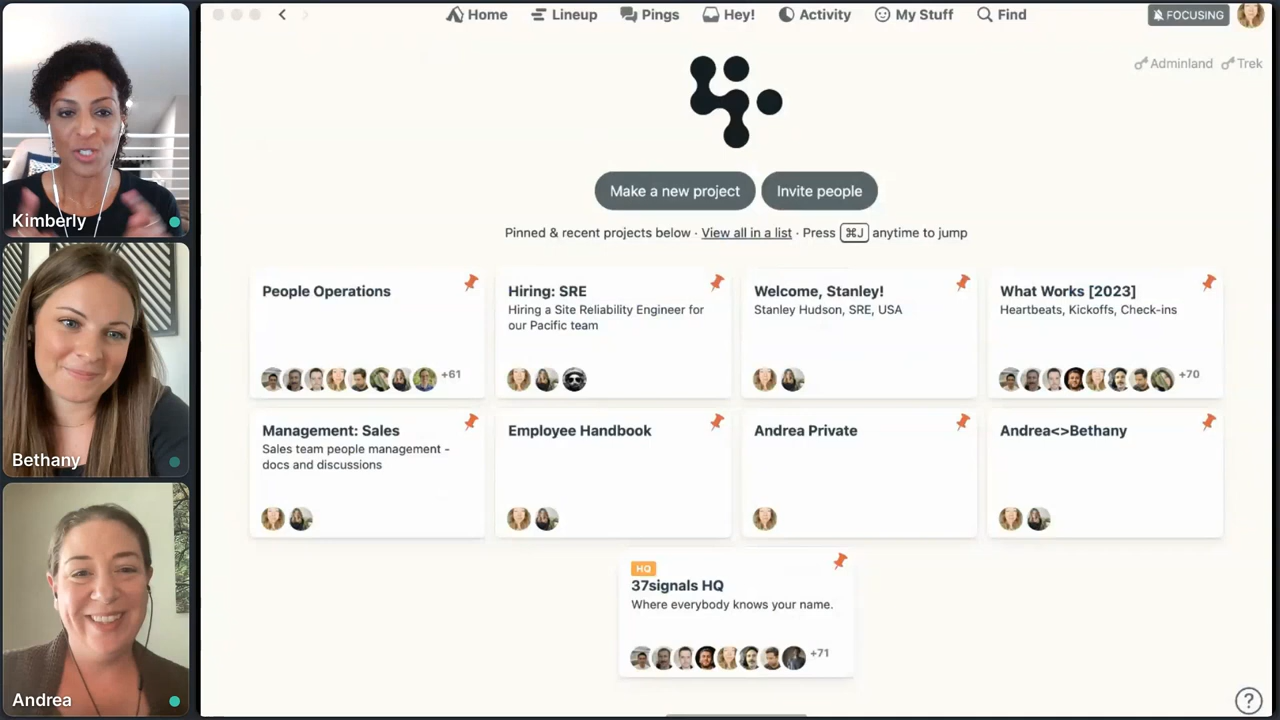 Home
Lineup
Pings
Hey!
Activity
My Stuff
Find
FOCUSING
Adminland
Trek
Make a new project
Invite people
Pinned & recent projects below · View all in a list · Press ⌘J anytime to jump
People Operations
+61
Hiring: SRE
Hiring a Site Reliability Engineer for
our Pacific team
Welcome, Stanley!
Stanley Hudson, SRE, USA
What Works [2023]
Heartbeats, Kickoffs, Check-ins
+70
Management: Sales
Sales team people management -
docs and discussions
Employee Handbook
Andrea Private
Andrea<>Bethany
HQ
37signals HQ
Where everybody knows your name.
+71
?
Kimberly
Bethany
Andrea